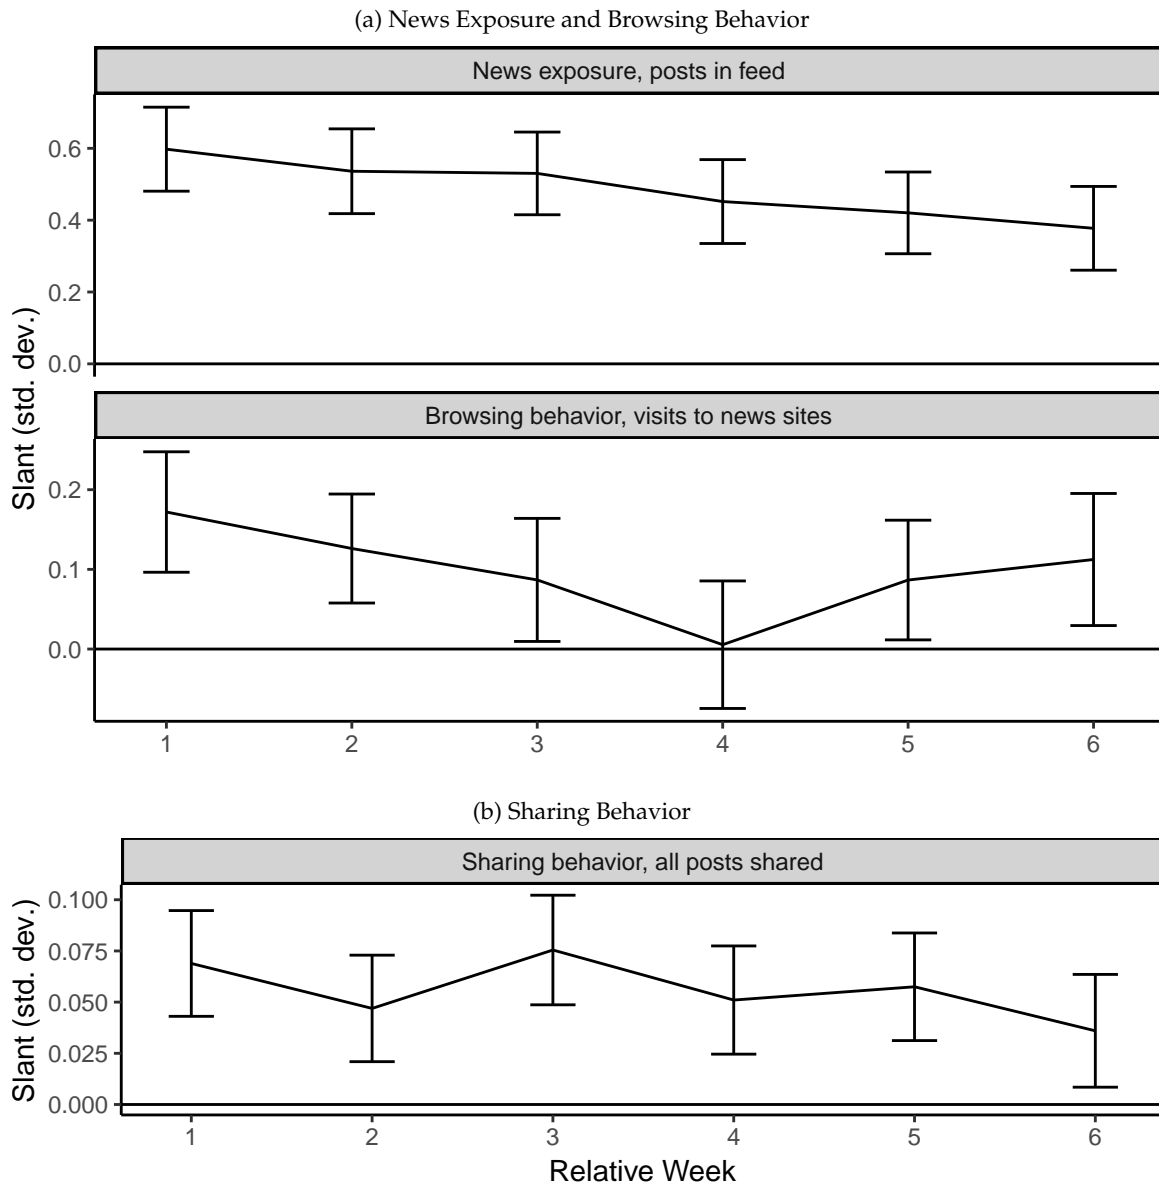 (a) News Exposure and Browsing Behavior
News exposure, posts in feed
0.6
0.4
0.2
0.0
Slant (std. dev.)
Browsing behavior, visits to news sites
0.2
0.1
0.0
1 2 3 4 5 6
(b) Sharing Behavior
Sharing behavior, all posts shared
0.100
0.075
0.050
0.025
0.000
Slant (std. dev.)
1 2 3 4 5 6
Relative Week